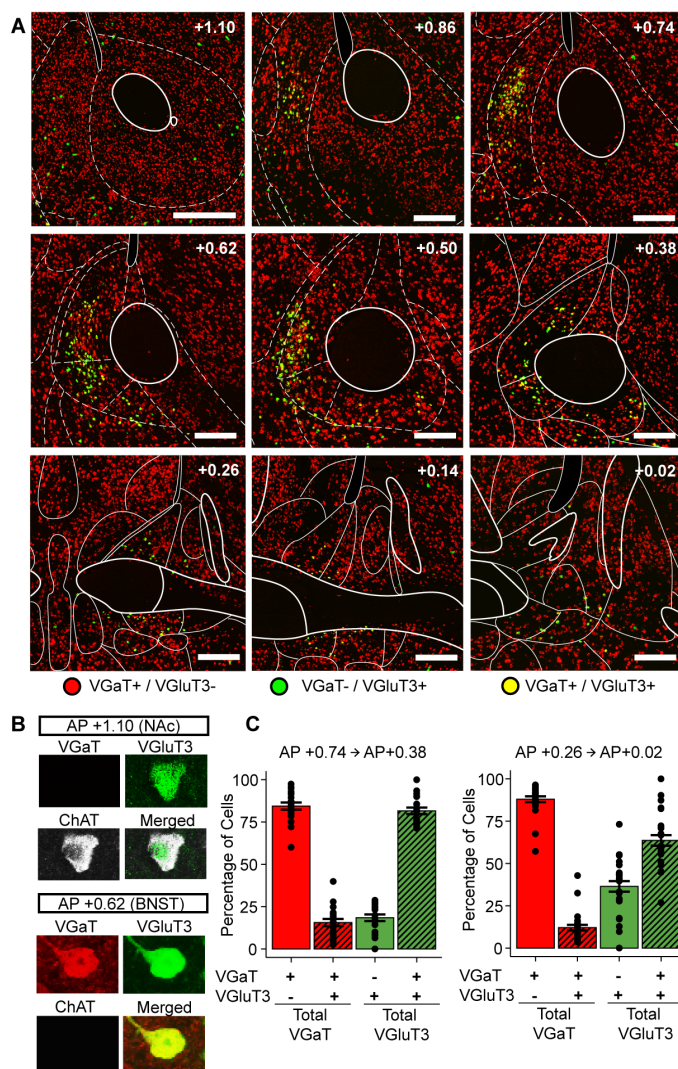 A
+1.10
+0.86
+0.74
+0.62
+0.50
+0.38
+0.26
+0.14
+0.02
VGaT+ / VGluT3-
VGaT- / VGluT3+
VGaT+ / VGluT3+
B
AP +1.10 (NAc)
VGaT VGluT3
ChAT Merged
AP +0.62 (BNST)
VGaT VGluT3
ChAT Merged
C
AP +0.74 → AP+0.38
Percentage of Cells
100
75
50
25
0
VGaT + + - +
VGluT3 - + + +
Total Total
VGaT VGluT3
AP +0.26 → AP+0.02
Percentage of Cells
100
75
50
25
0
VGaT + + - +
VGluT3 - + + +
Total Total
VGaT VGluT3